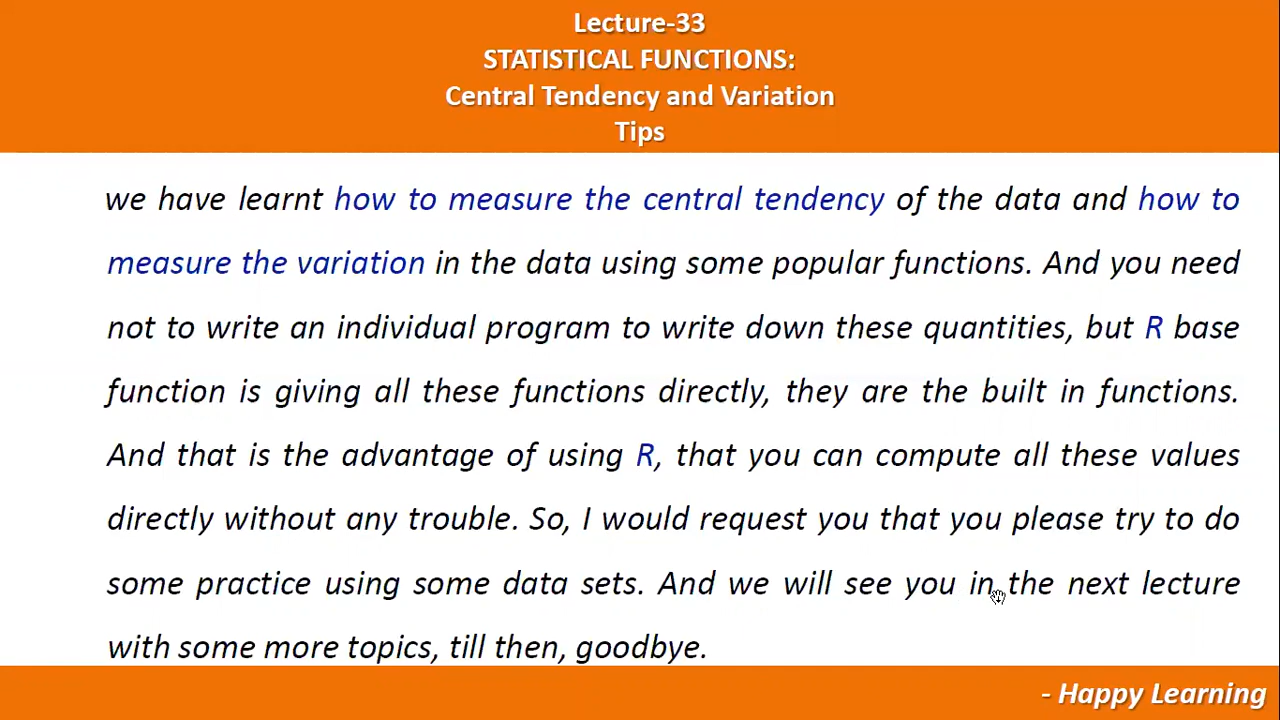 Lecture-33
STATISTICAL FUNCTIONS:
Central Tendency and Variation
Tips
we have learnt how to measure the central tendency of the data and how to
measure the variation in the data using some popular functions. And you need
not to write an individual program to write down these quantities, but R base
function is giving all these functions directly, they are the built in functions.
And that is the advantage of using R, that you can compute all these values
directly without any trouble. So, I would request you that you please try to do
some practice using some data sets. And we will see you in the next lecture
with some more topics, till then, goodbye.
- Happy Learning